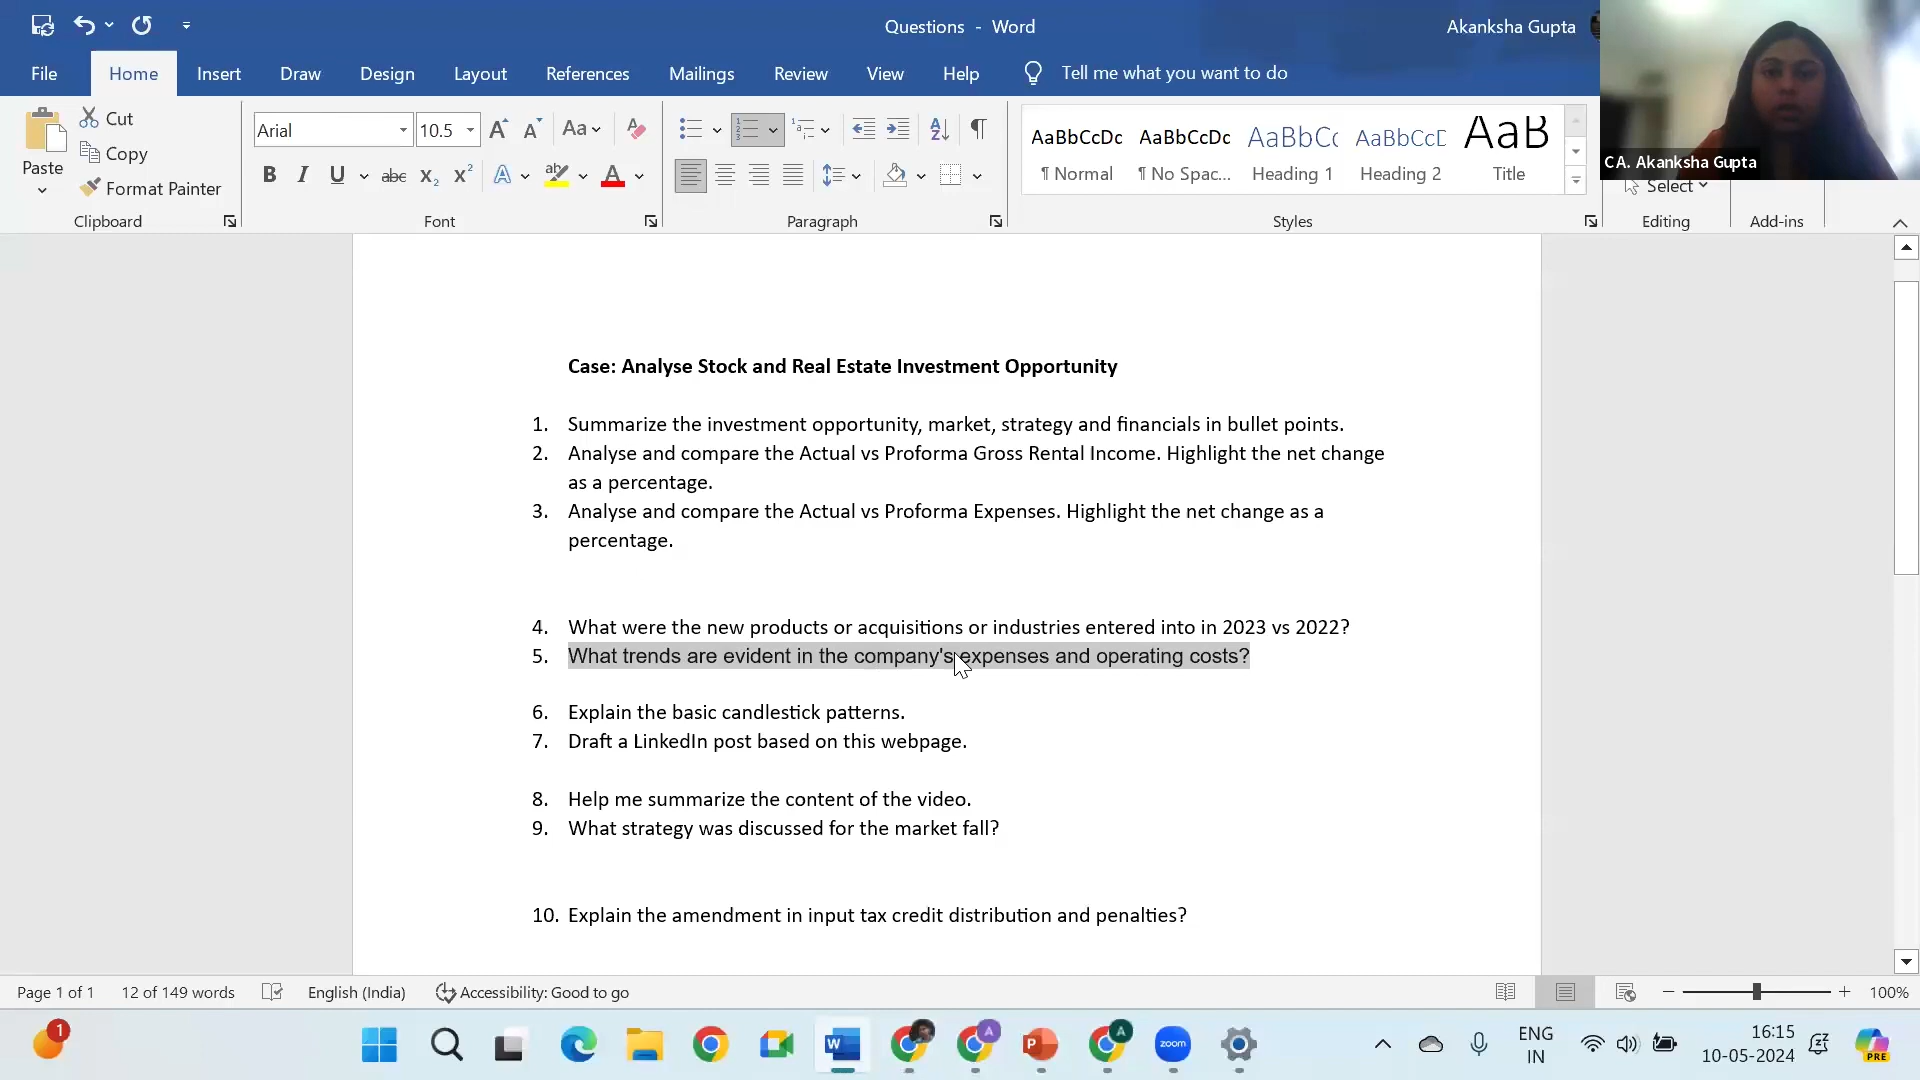 Questions - Word
Akanksha Gupta
File Home Insert Draw Design Layout References Mailings Review View Help Tell me what you want to do
CA. Akanksha Gupta
Paste
Cut
Copy
Format Painter
Clipboard
Arial 10.5
Font
Paragraph
AaBbCcDc AaBbCcDc AaBbCc AaBbCcD AaB
¶ Normal ¶ No Spac... Heading 1 Heading 2 Title
Styles
Select
Editing
Add-ins
Case: Analyse Stock and Real Estate Investment Opportunity
1. Summarize the investment opportunity, market, strategy and financials in bullet points.
2. Analyse and compare the Actual vs Proforma Gross Rental Income. Highlight the net change
as a percentage.
3. Analyse and compare the Actual vs Proforma Expenses. Highlight the net change as a
percentage.
4. What were the new products or acquisitions or industries entered into in 2023 vs 2022?
5. What trends are evident in the company's expenses and operating costs?
6. Explain the basic candlestick patterns.
7. Draft a LinkedIn post based on this webpage.
8. Help me summarize the content of the video.
9. What strategy was discussed for the market fall?
10. Explain the amendment in input tax credit distribution and penalties?
Page 1 of 1 12 of 149 words English (India) Accessibility: Good to go 100%
1
zoom
ENG
IN
16:15
10-05-2024
PRE